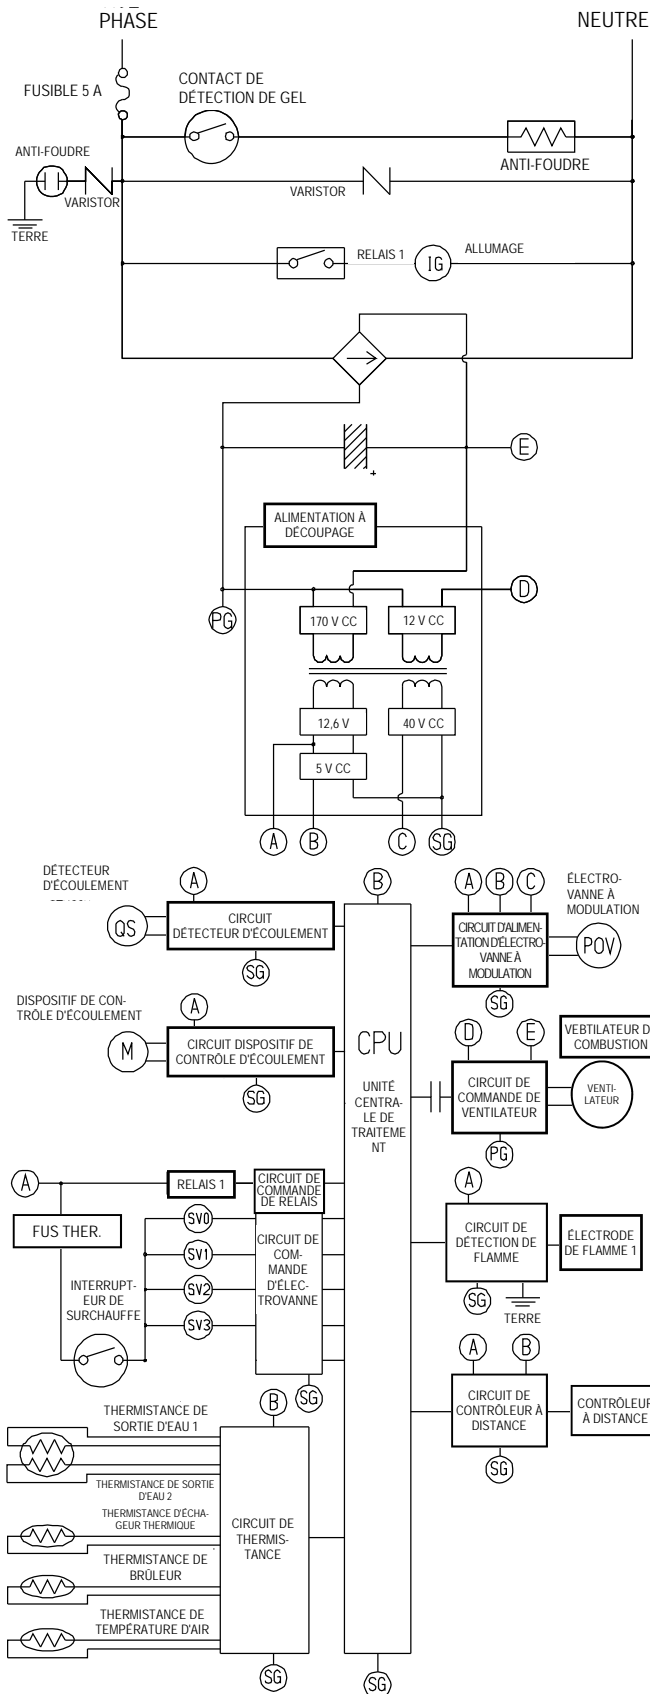 PHASE
NEUTRE
FUSIBLE 5 A
CONTACT DE
DÉTECTION DE GEL
ANTI-FOUDRE
ANTI-FOUDRE
VARISTOR
VARISTOR
TERRE
RELAIS 1
IG
ALLUMAGE
E
+
ALIMENTATION À
DÉCOUPAGE
D
PG
170 V CC
12 V CC
12,6 V
40 V CC
5 V CC
A
B
C
SG
DÉTECTEUR
D'ÉCOULEMENT
A
QS
CIRCUIT
DÉTECTEUR D'ÉCOULEMENT
SG
DISPOSITIF DE CON-
TRÔLE D'ÉCOULEMENT
A
M
CIRCUIT DISPOSITIF DE
CONTRÔLE D'ÉCOULEMENT
SG
B
CPU
UNITÉ
CENTRA-
LE DE
TRAITEME
NT
SG
A
B
C
ÉLECTRO-
VANNE À
MODULATION
CIRCUIT D'ALIMEN-
TATION D'ÉLECTRO-
VANNE À
MODULATION
POV
SG
D
E
VEBTILATEUR D
COMBUSTION
CIRCUIT DE
COMMANDE DE
VENTILATEUR
VENTI-
LATEUR
PG
A
RELAIS 1
CIRCUIT DE
COMMANDE
DE RELAIS
FUS THER.
SV0
SV1
SV2
SV3
CIRCUIT DE
COM-
MANDE
D'ÉLEC-
TROVANNE
INTERRUPT-
EUR DE
SURCHAUFFE
SG
A
CIRCUIT DE
DÉTECTION DE
FLAMME
ÉLECTRODE
DE FLAMME 1
SG
TERRE
A
B
CIRCUIT DE
CONTRÔLEUR À
DISTANCE
CONTRÔLEUR
À DISTANCE
SG
THERMISTANCE DE
SORTIE D'EAU 1
B
THERMISTANCE DE SORTIE
D'EAU 2
THERMISTANCE D'ÉCHA-
GEUR THERMIQUE
CIRCUIT DE
THERMIS-
TANCE
THERMISTANCE DE
BRÛLEUR
THERMISTANCE DE
TEMPÉRATURE D'AIR
SG